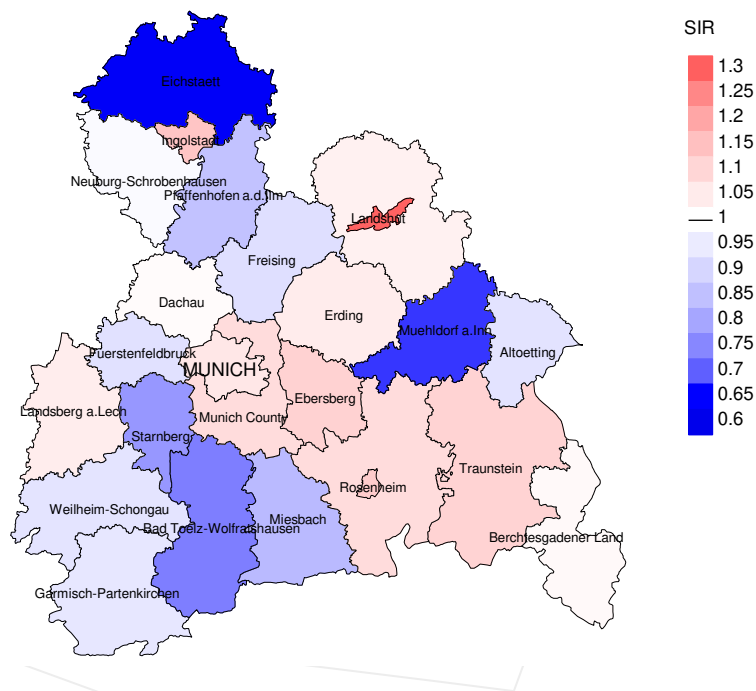 SIR
1.3
1.25
1.2
1.15
1.1
1.05
1
0.95
0.9
0.85
0.8
0.75
0.7
0.65
0.6
Eichstaett
Ingolstadt
Neuburg-Schrobenhausen
Pfaffenhofen a.d.Ilm
Landshut
Freising
Dachau
Erding
Muehldorf a.Inn
Altoetting
Fuerstenfeldbruck
MUNICH
Ebersberg
Landsberg a.Lech
Munich County
Starnberg
Traunstein
Rosenheim
Weilheim-Schongau
Miesbach
Bad Toelz-Wolfratshausen
Berchtesgadener Land
Garmisch-Partenkirchen